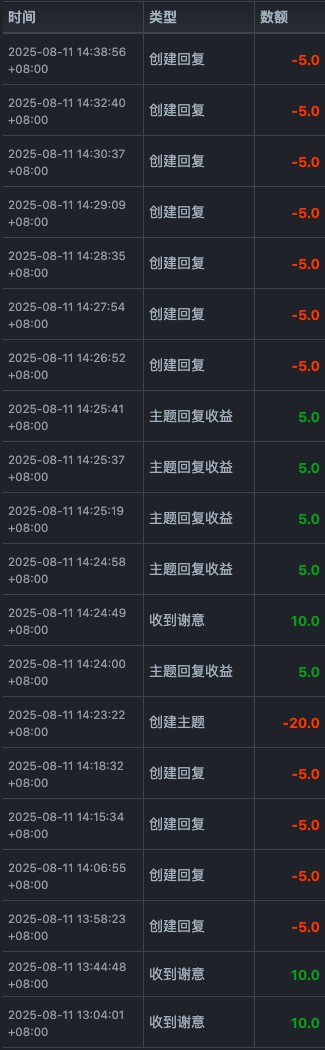 时间 类型 数额
2025-08-11 14:38:56 +08:00 创建回复 -5.0
2025-08-11 14:32:40 +08:00 创建回复 -5.0
2025-08-11 14:30:37 +08:00 创建回复 -5.0
2025-08-11 14:29:09 +08:00 创建回复 -5.0
2025-08-11 14:28:35 +08:00 创建回复 -5.0
2025-08-11 14:27:54 +08:00 创建回复 -5.0
2025-08-11 14:26:52 +08:00 创建回复 -5.0
2025-08-11 14:25:41 +08:00 主题回复收益 5.0
2025-08-11 14:25:37 +08:00 主题回复收益 5.0
2025-08-11 14:25:19 +08:00 主题回复收益 5.0
2025-08-11 14:24:58 +08:00 主题回复收益 5.0
2025-08-11 14:24:49 +08:00 收到谢意 10.0
2025-08-11 14:24:00 +08:00 主题回复收益 5.0
2025-08-11 14:23:22 +08:00 创建主题 -20.0
2025-08-11 14:18:32 +08:00 创建回复 -5.0
2025-08-11 14:15:34 +08:00 创建回复 -5.0
2025-08-11 14:06:55 +08:00 创建回复 -5.0
2025-08-11 13:58:23 +08:00 创建回复 -5.0
2025-08-11 13:44:48 +08:00 收到谢意 10.0
2025-08-11 13:04:01 +08:00 收到谢意 10.0